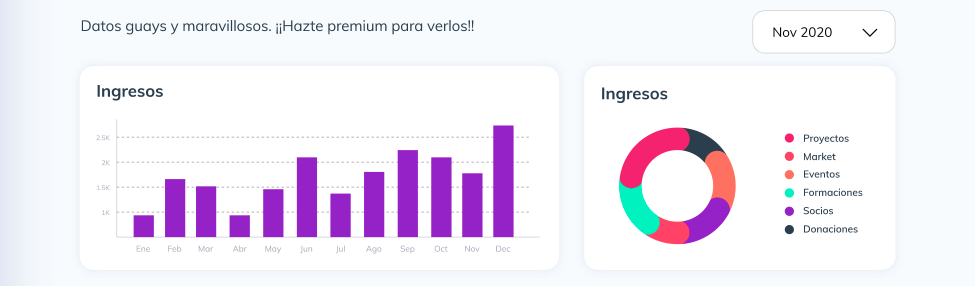 Datos guays y maravillosos. ¡¡Hazte premium para verlos!!
Nov 2020
Ingresos
2.5K
2K
1.5K
1K
Ene Feb Mar Abr May Jun Jul Ago Sep Oct Nov Dec
Ingresos
Proyectos
Market
Eventos
Formaciones
Socios
Donaciones